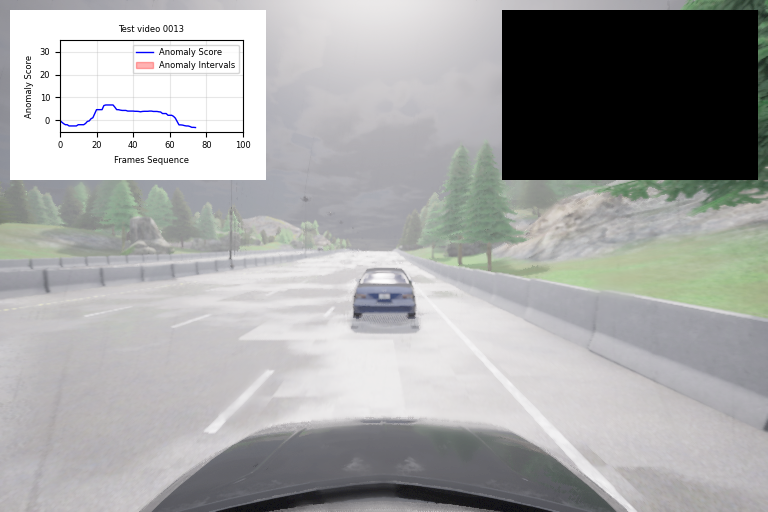 Test video 0013
Anomaly Score
30
20
10
0
Anomaly Score
Anomaly Intervals
0 20 40 60 80 100
Frames Sequence